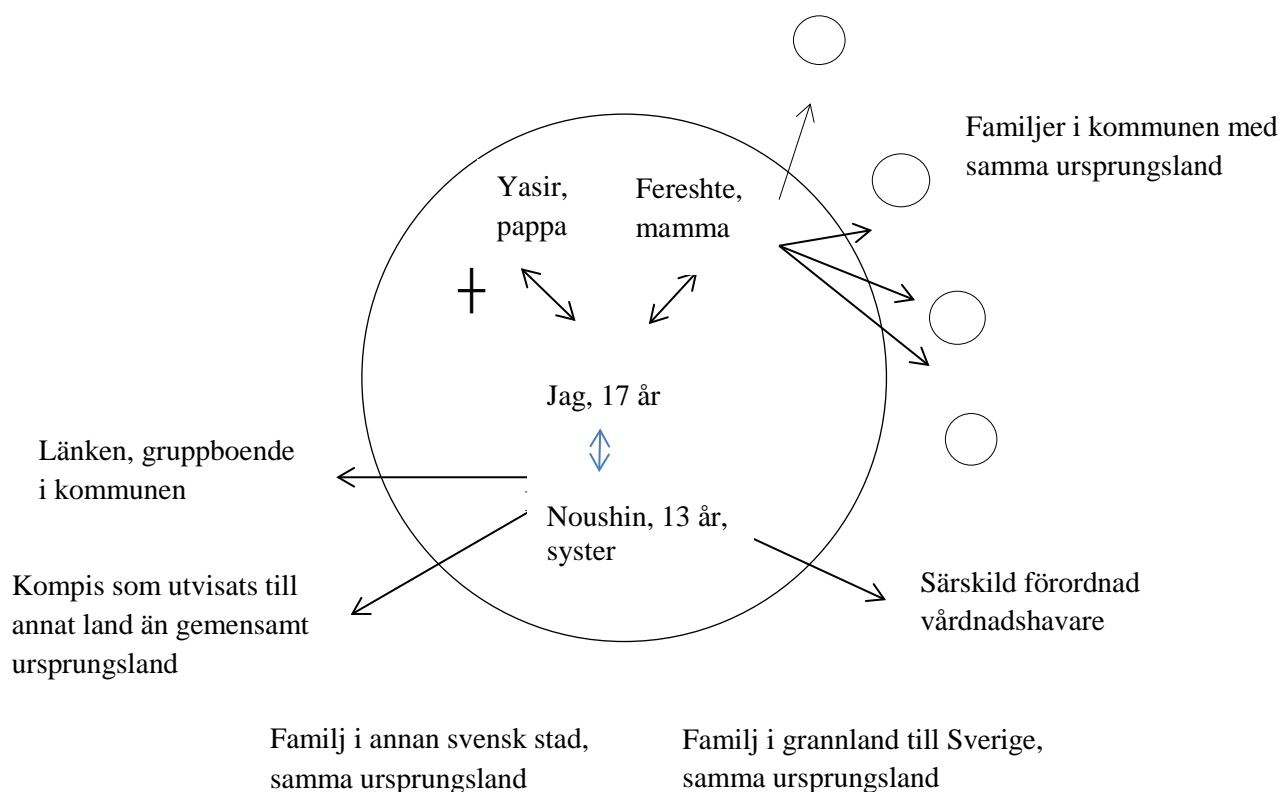 Familjer i kommunen med
samma ursprungsland
Yasir,
pappa
Fereshte,
mamma
Jag, 17 år
Länken, gruppboende
i kommunen
Noushin, 13 år,
syster
Kompis som utvisats till
annat land än gemensamt
ursprungsland
Särskild förordnad
vårdnadshavare
Familj i annan svensk stad,
samma ursprungsland
Familj i grannland till Sverige,
samma ursprungsland